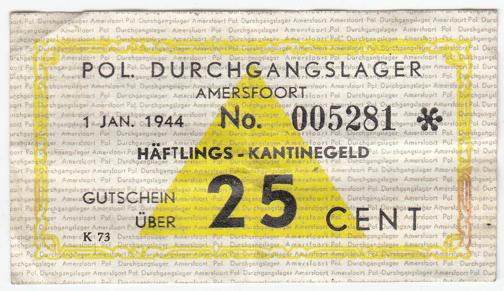 POL. DURCHGANGSLAGER
AMERSFOORT
1 JAN. 1944 No. 005281 *
HÄFTLINGS-KANTINEGELD
GUTSCHEIN
ÜBER 25 CENT
K 73
Pol. Durchgangslager Amersfoort Pol. Durchgangslager Amersfoort Pol. Durchgangslager Amersfoort